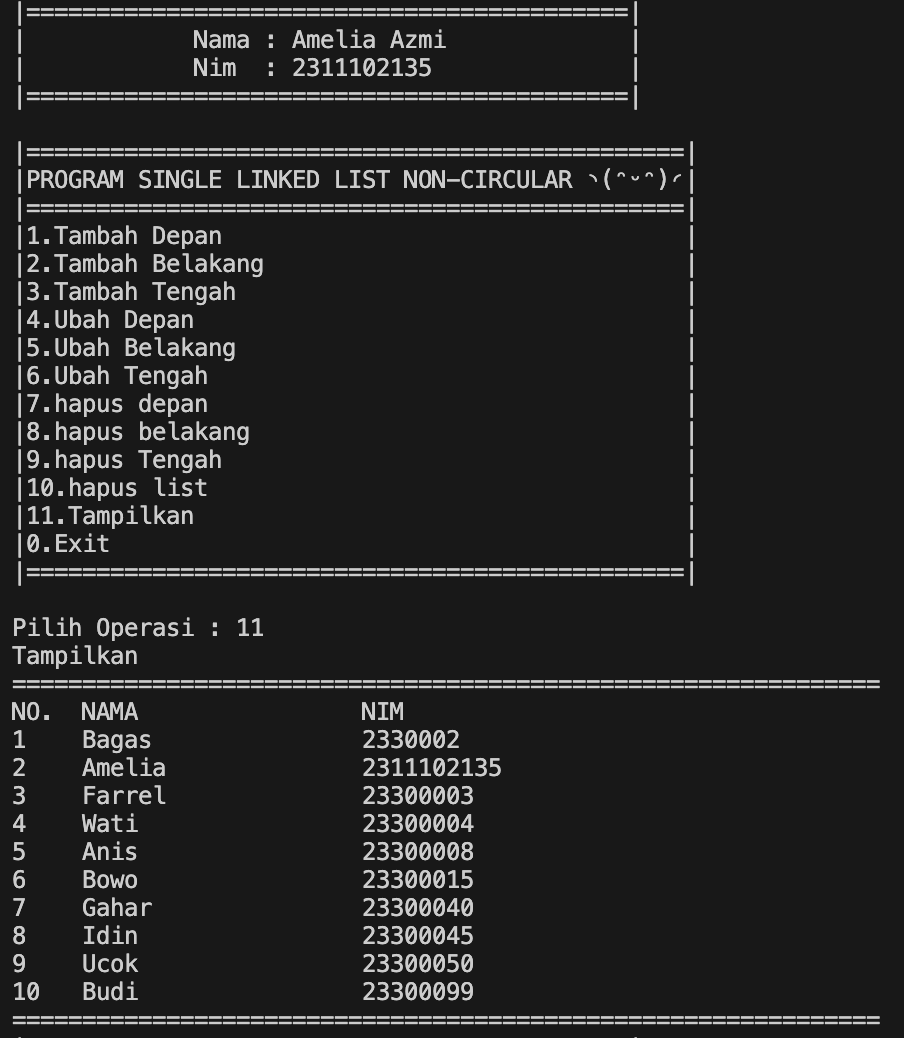 |===========================================|
| Nama : Amelia Azmi |
| Nim : 2311102135 |
|===========================================|
|===============================================|
|PROGRAM SINGLE LINKED LIST NON-CIRCULAR ◝(ᵔᵕᵔ)◜|
|===============================================|
|1.Tambah Depan |
|2.Tambah Belakang |
|3.Tambah Tengah |
|4.Ubah Depan |
|5.Ubah Belakang |
|6.Ubah Tengah |
|7.hapus depan |
|8.hapus belakang |
|9.hapus Tengah |
|10.hapus list |
|11.Tampilkan |
|0.Exit |
|===============================================|
Pilih Operasi : 11
Tampilkan
==============================================================
NO. NAMA NIM
1 Bagas 2330002
2 Amelia 2311102135
3 Farrel 23300003
4 Wati 23300004
5 Anis 23300008
6 Bowo 23300015
7 Gahar 23300040
8 Idin 23300045
9 Ucok 23300050
10 Budi 23300099
==============================================================